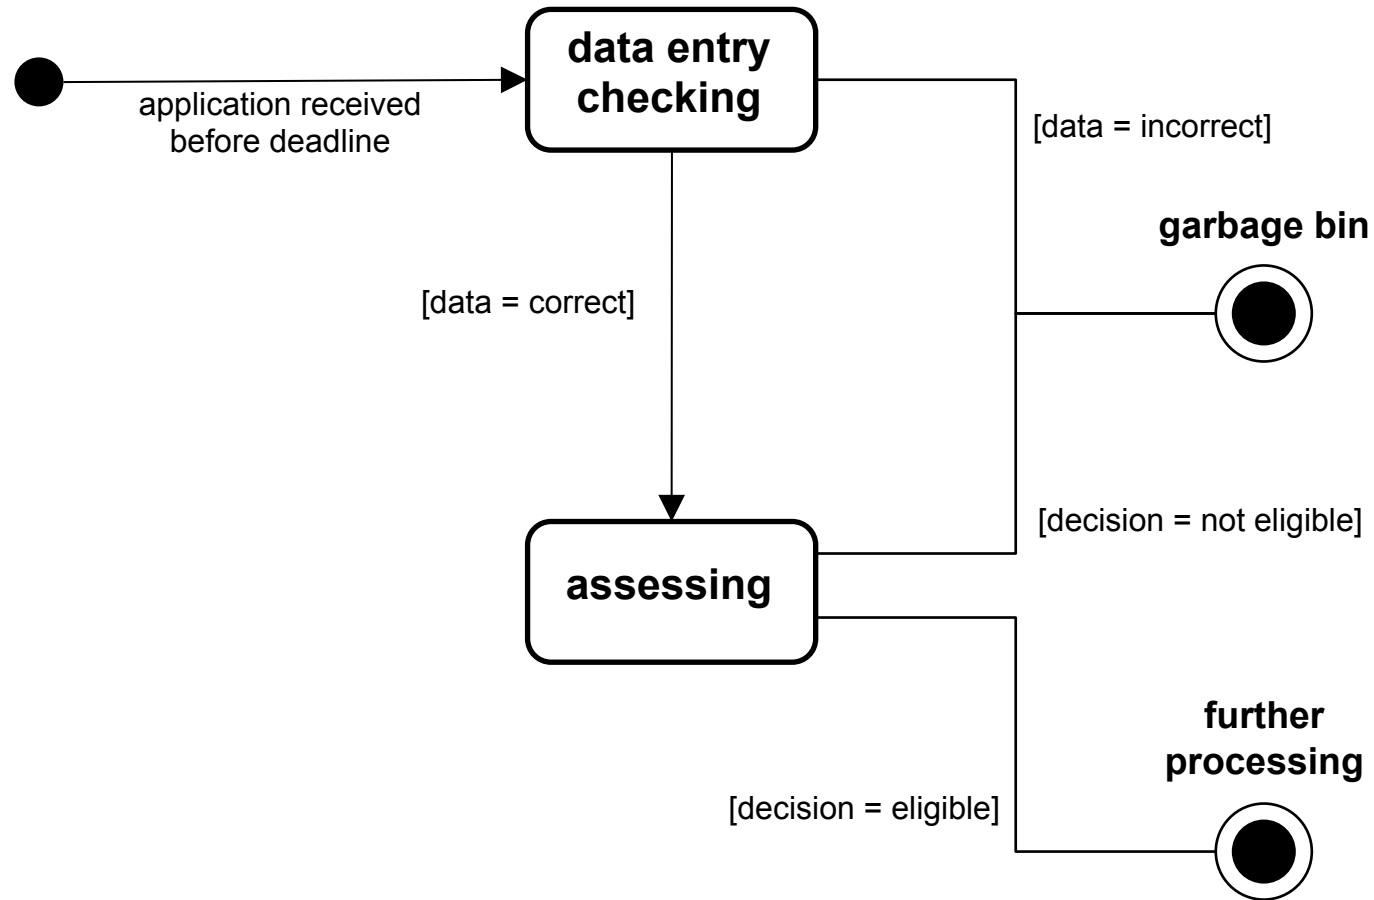 data entry
checking
application received
before deadline
[data = incorrect]
garbage bin
[data = correct]
[decision = not eligible]
assessing
further
processing
[decision = eligible]